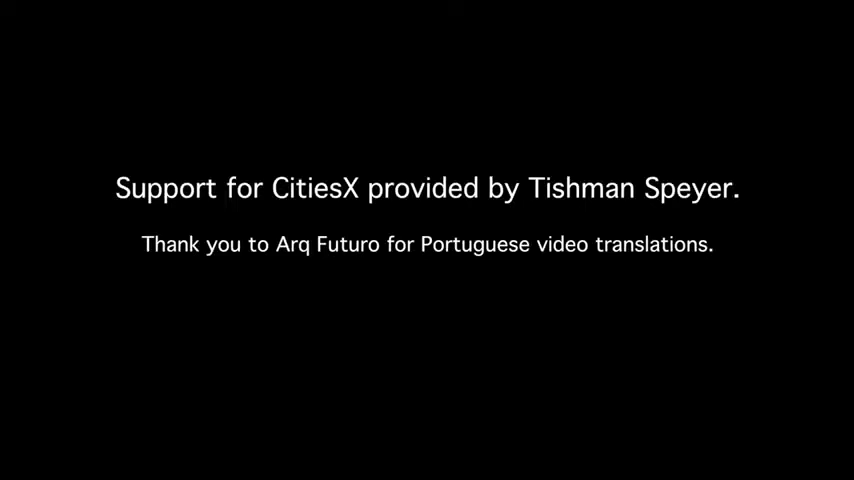 Support for CitiesX provided by Tishman Speyer.
Thank you to Arq Futuro for Portuguese video translations.